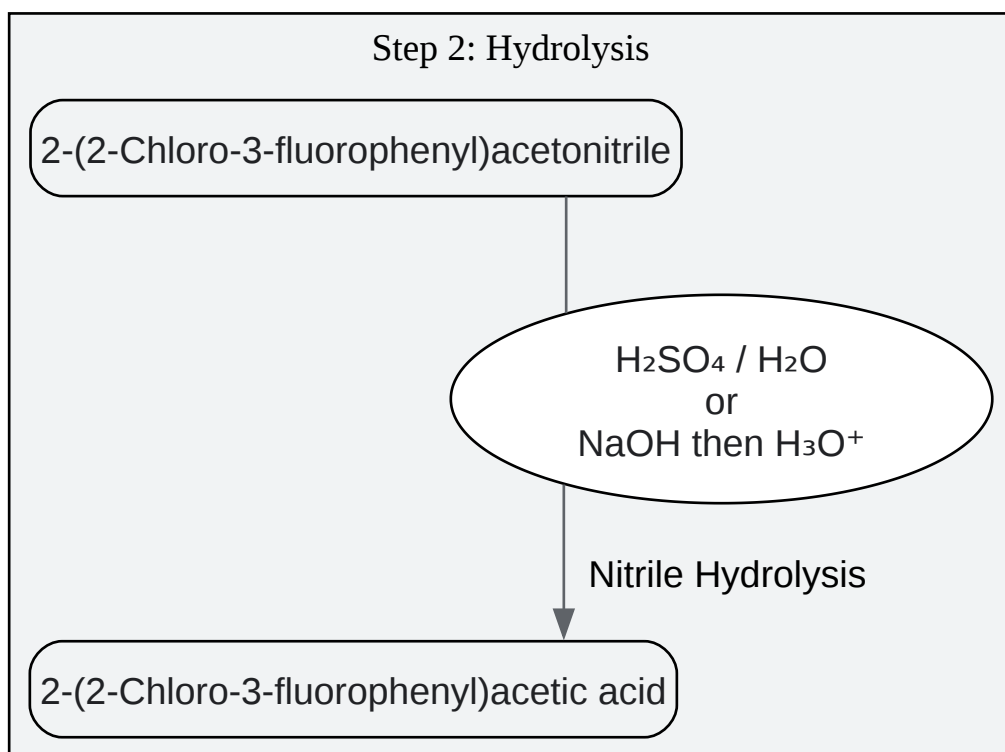 Step 2: Hydrolysis
2-(2-Chloro-3-fluorophenyl)acetonitrile
H₂SO₄ / H₂O
or
NaOH then H₃O⁺
Nitrile Hydrolysis
2-(2-Chloro-3-fluorophenyl)acetic acid